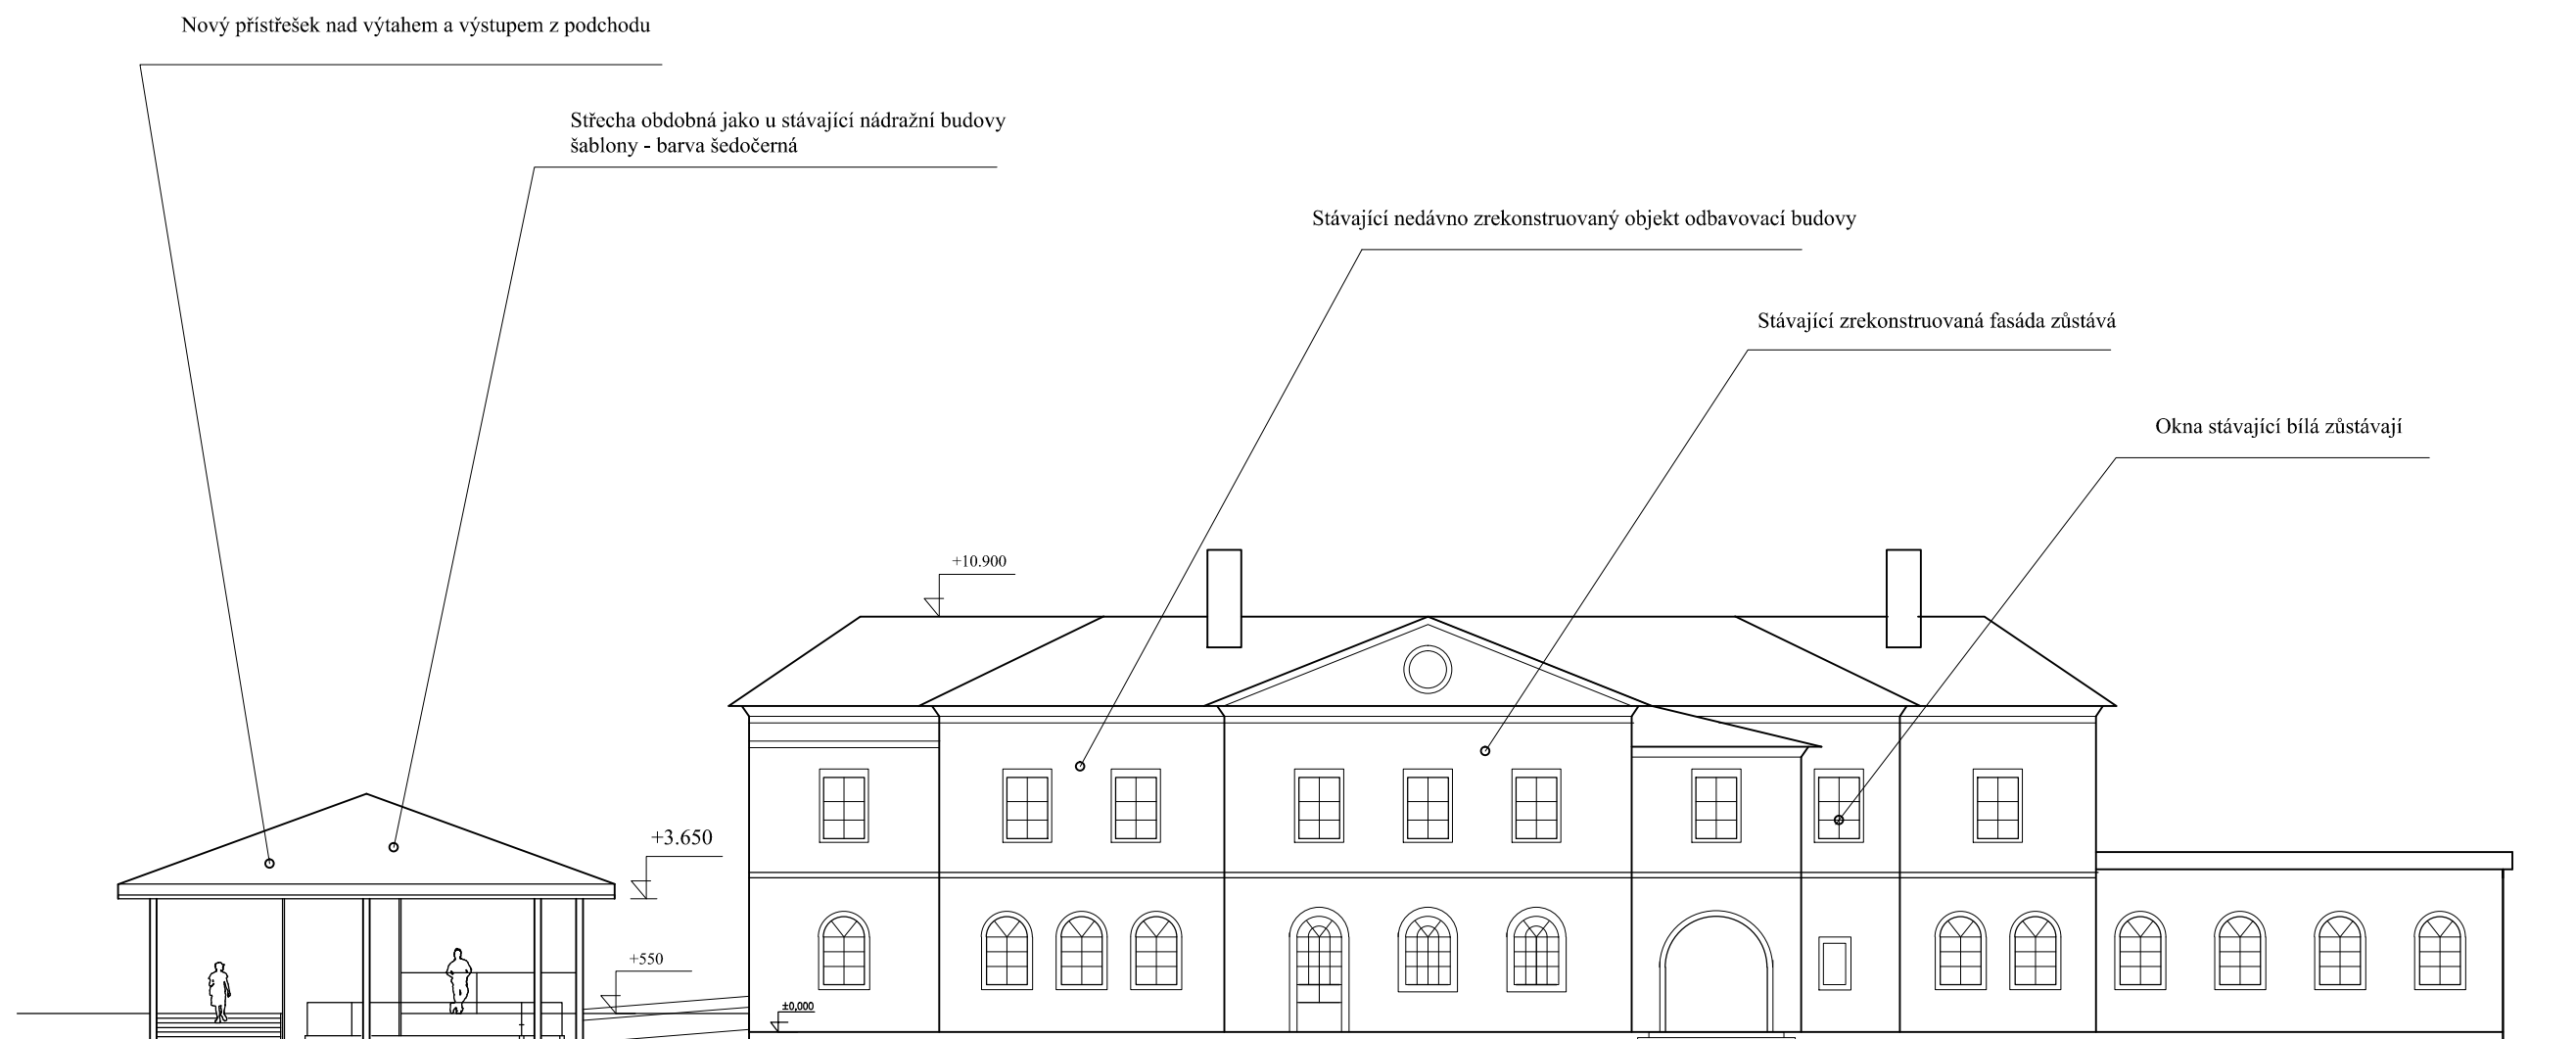 Nový přístřešek nad výtahem a výstupem z podchodu
Střecha obdobná jako u stávající nádražní budovy
šablony - barva šedočerná
Stávající nedávno zrekonstruovaný objekt odbavovací budovy
Stávající zrekonstruovaná fasáda zůstává
Okna stávající bílá zůstávají
+10.900
+3.650
+550
±0,000